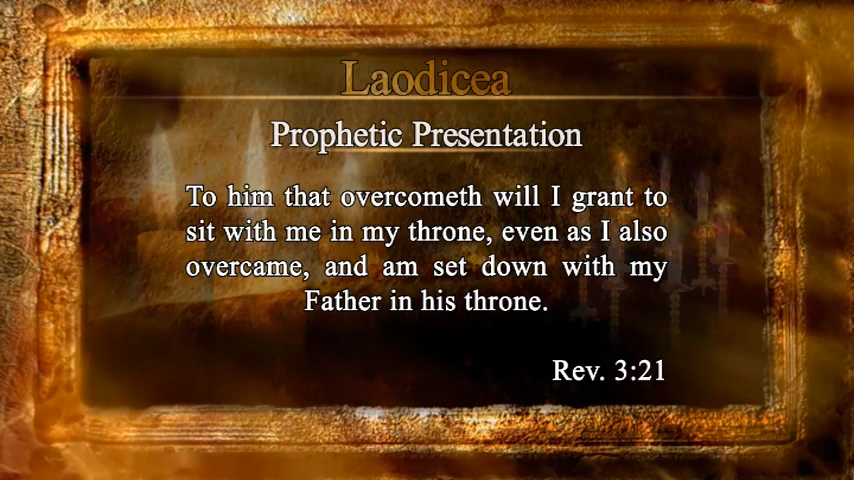 Laodicea
Prophetic Presentation
To him that overcometh will I grant to
sit with me in my throne, even as I also
overcame, and am set down with my
Father in his throne.
Rev. 3:21